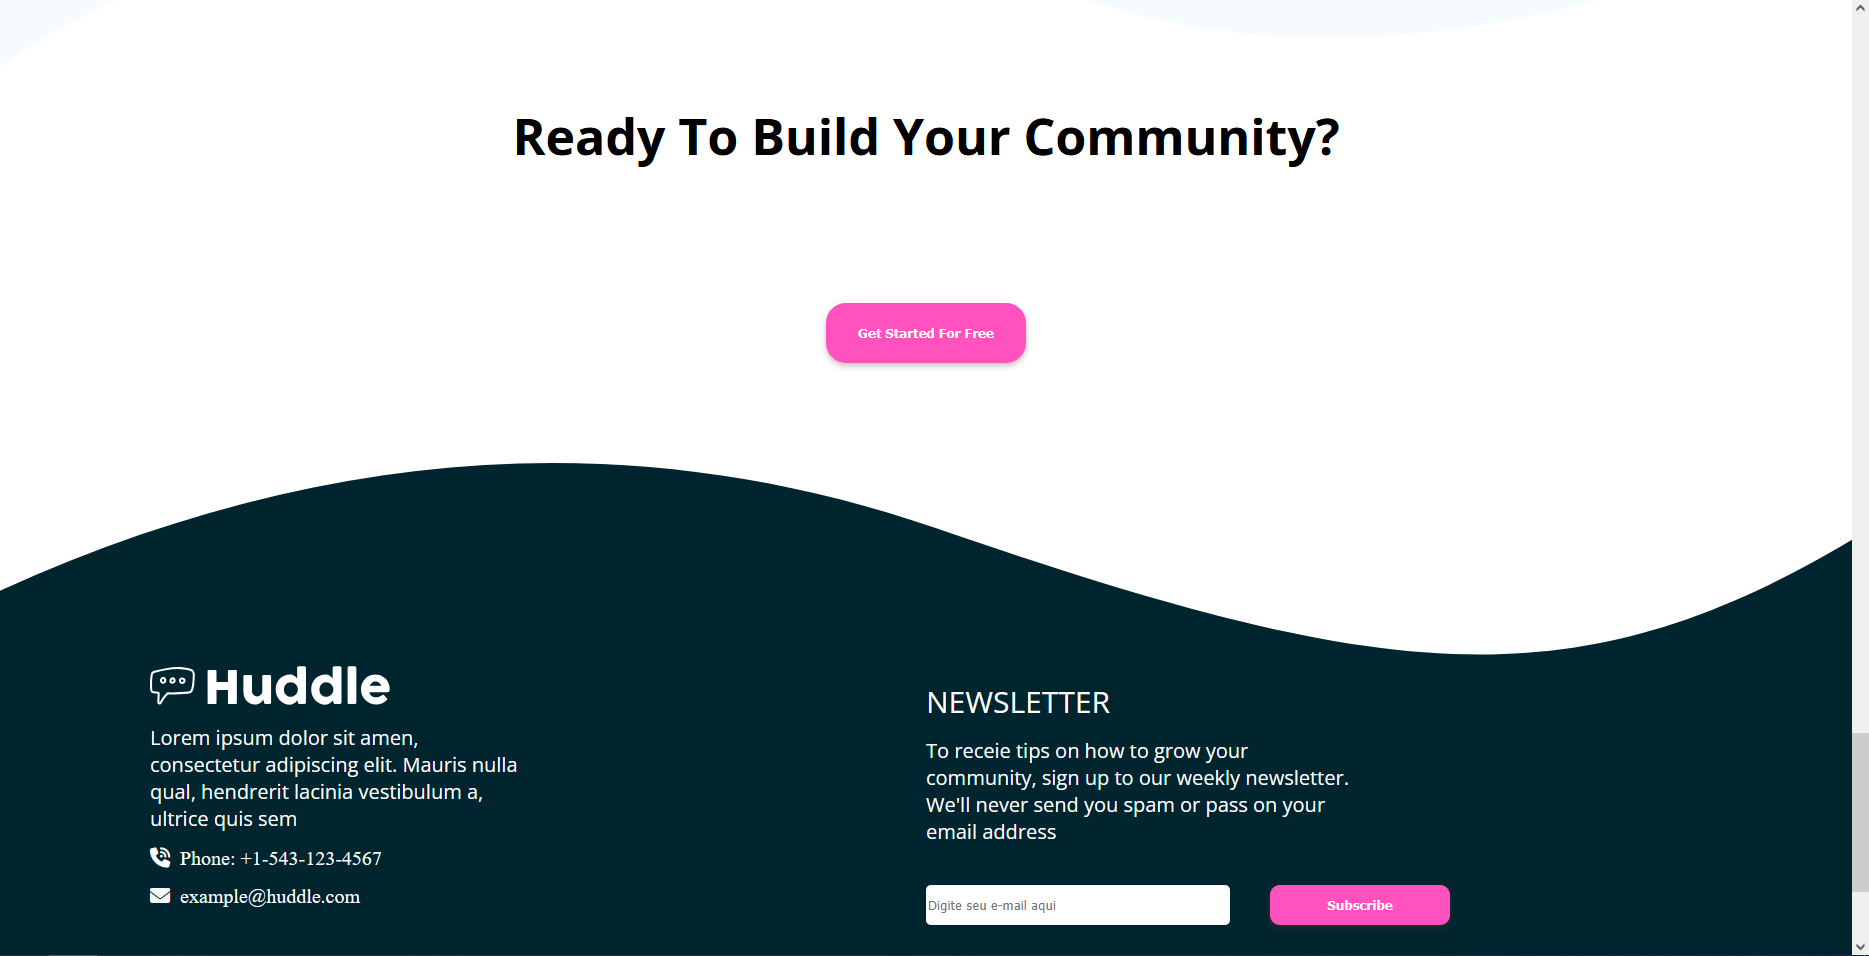 Ready To Build Your Community?
Get Started For Free
Huddle
Lorem ipsum dolor sit amen,
consectetur adipiscing elit. Mauris nulla
qual, hendrerit lacinia vestibulum a,
ultrice quis sem
Phone: +1-543-123-4567
example@huddle.com
NEWSLETTER
To receie tips on how to grow your
community, sign up to our weekly newsletter.
We'll never send you spam or pass on your
email address
Digite seu e-mail aqui
Subscribe